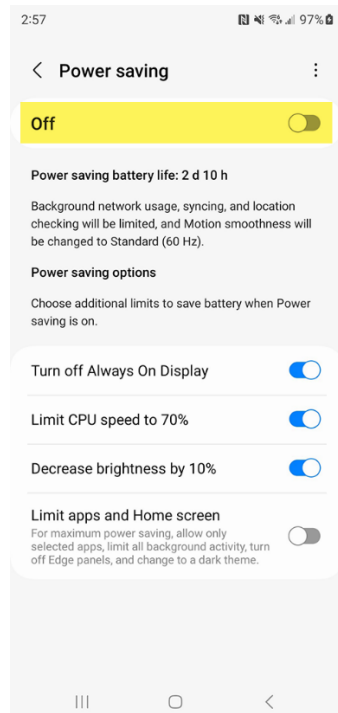 2:57 97%
Power saving
Off
Power saving battery life: 2 d 10 h
Background network usage, syncing, and location
checking will be limited, and Motion smoothness will
be changed to Standard (60 Hz).
Power saving options
Choose additional limits to save battery when Power
saving is on.
Turn off Always On Display
Limit CPU speed to 70%
Decrease brightness by 10%
Limit apps and Home screen
For maximum power saving, allow only
selected apps, limit all background activity, turn
off Edge panels, and change to a dark theme.